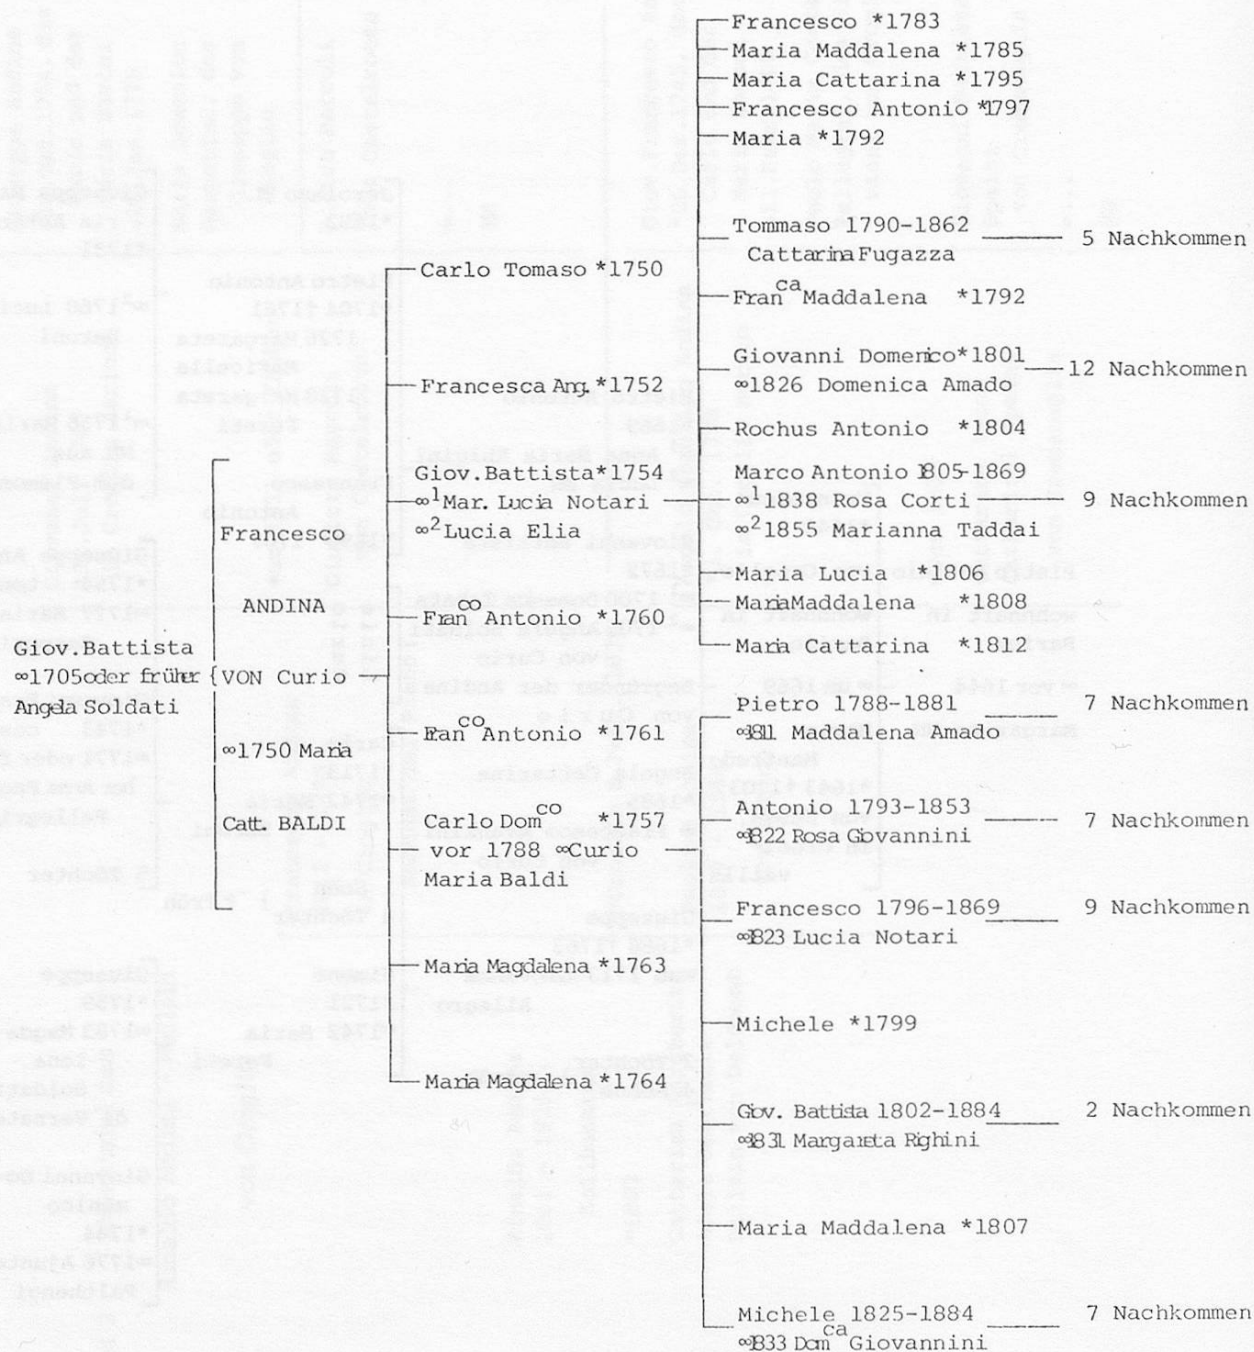 Giov.Battista
∞1705oder früher
Angela Soldati
Francesco
ANDINA
{VON Curio
∞1750 Maria
Catt. BALDI
Carlo Tomaso *1750
Francesca Ang. *1752
Giov.Battista*1754
∞1Mar. Lucia Notari
∞2Lucia Elia
Franco Antonio *1760
Franco Antonio *1761
Carlo Domco *1757
vor 1788 ∞Curio
Maria Baldi
Maria Magdalena *1763
Maria Magdalena *1764
Francesco *1783
Maria Maddalena *1785
Maria Cattarina *1795
Francesco Antonio *1797
Maria *1792
Tommaso 1790-1862
Cattarina Fugazza
5 Nachkommen
Franca Maddalena *1792
Giovanni Domenico*1801
∞1826 Domenica Amado
12 Nachkommen
Rochus Antonio *1804
Marco Antonio 1805-1869
∞1 1838 Rosa Corti
∞2 1855 Marianna Taddai
9 Nachkommen
Maria Lucia *1806
Maria Maddalena *1808
Maria Cattarina *1812
Pietro 1788-1881
∞1811 Maddalena Amado
7 Nachkommen
Antonio 1793-1853
∞1822 Rosa Giovannini
7 Nachkommen
Francesco 1796-1869
∞1823 Lucia Notari
9 Nachkommen
Michele *1799
Giov. Battista 1802-1884
∞1831 Margareta Righini
2 Nachkommen
Maria Maddalena *1807
Michele 1825-1884
∞1833 Domca Giovannini
7 Nachkommen